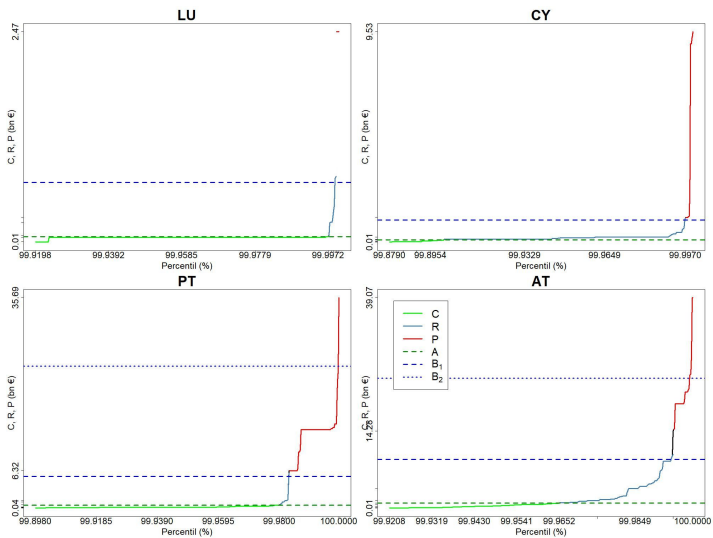 LU
CY
2.47
0.01
C, R, P (bn €)
99.9198
99.9392
99.9585
99.9779
99.9972
Percentil (%)
9.53
0.01
C, R, P (bn €)
99.8790
99.8954
99.9329
99.9649
99.9970
Percentil (%)
PT
AT
35.69
6.32
0.04
C, R, P (bn €)
99.8980
99.9185
99.9390
99.9595
99.9800
100.0000
Percentil (%)
39.07
14.28
0.01
C, R, P (bn €)
C
R
P
A
B1
B2
99.9208
99.9319
99.9430
99.9541
99.9652
99.9849
100.0000
Percentil (%)